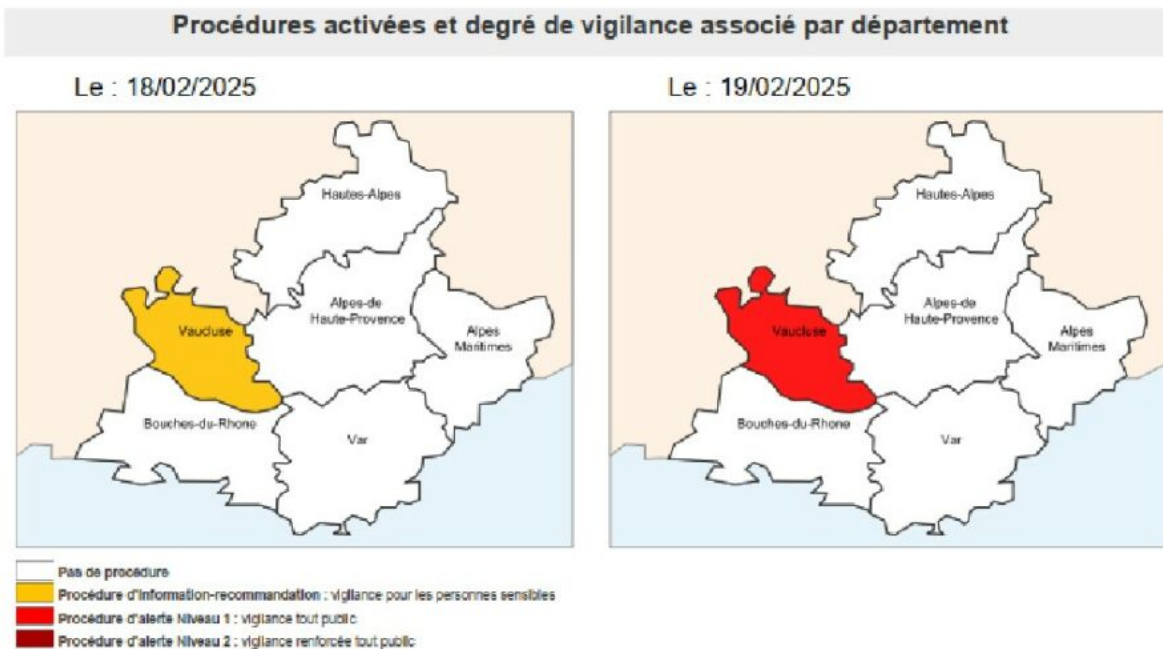 Procédures activées et degré de vigilance associé par département
Le : 18/02/2025
Le : 19/02/2025
Hautes-Alpes
Vaucluse
Alpes-de
Haute-Provence
Alpes
Maritimes
Bouches-du-Rhone
Var
Hautes-Alpes
Vaucluse
Alpes-de
Haute-Provence
Alpes
Maritimes
Bouches-du-Rhone
Var
Pas de procédure
Procédure d'information-recommandation : vigilance pour les personnes sensibles
Procédure d'alerte Niveau 1 : vigilance tout public
Procédure d'alerte Niveau 2 : vigilance renforcée tout public